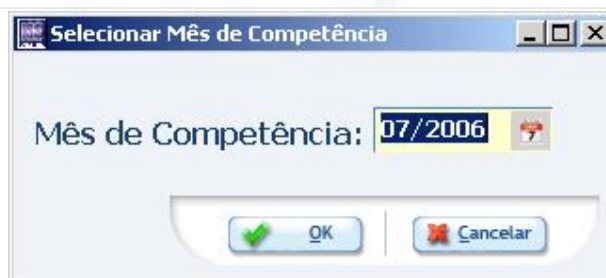 Selecionar Mês de Competência
Mês de Competência: 07/2006
OK Cancelar